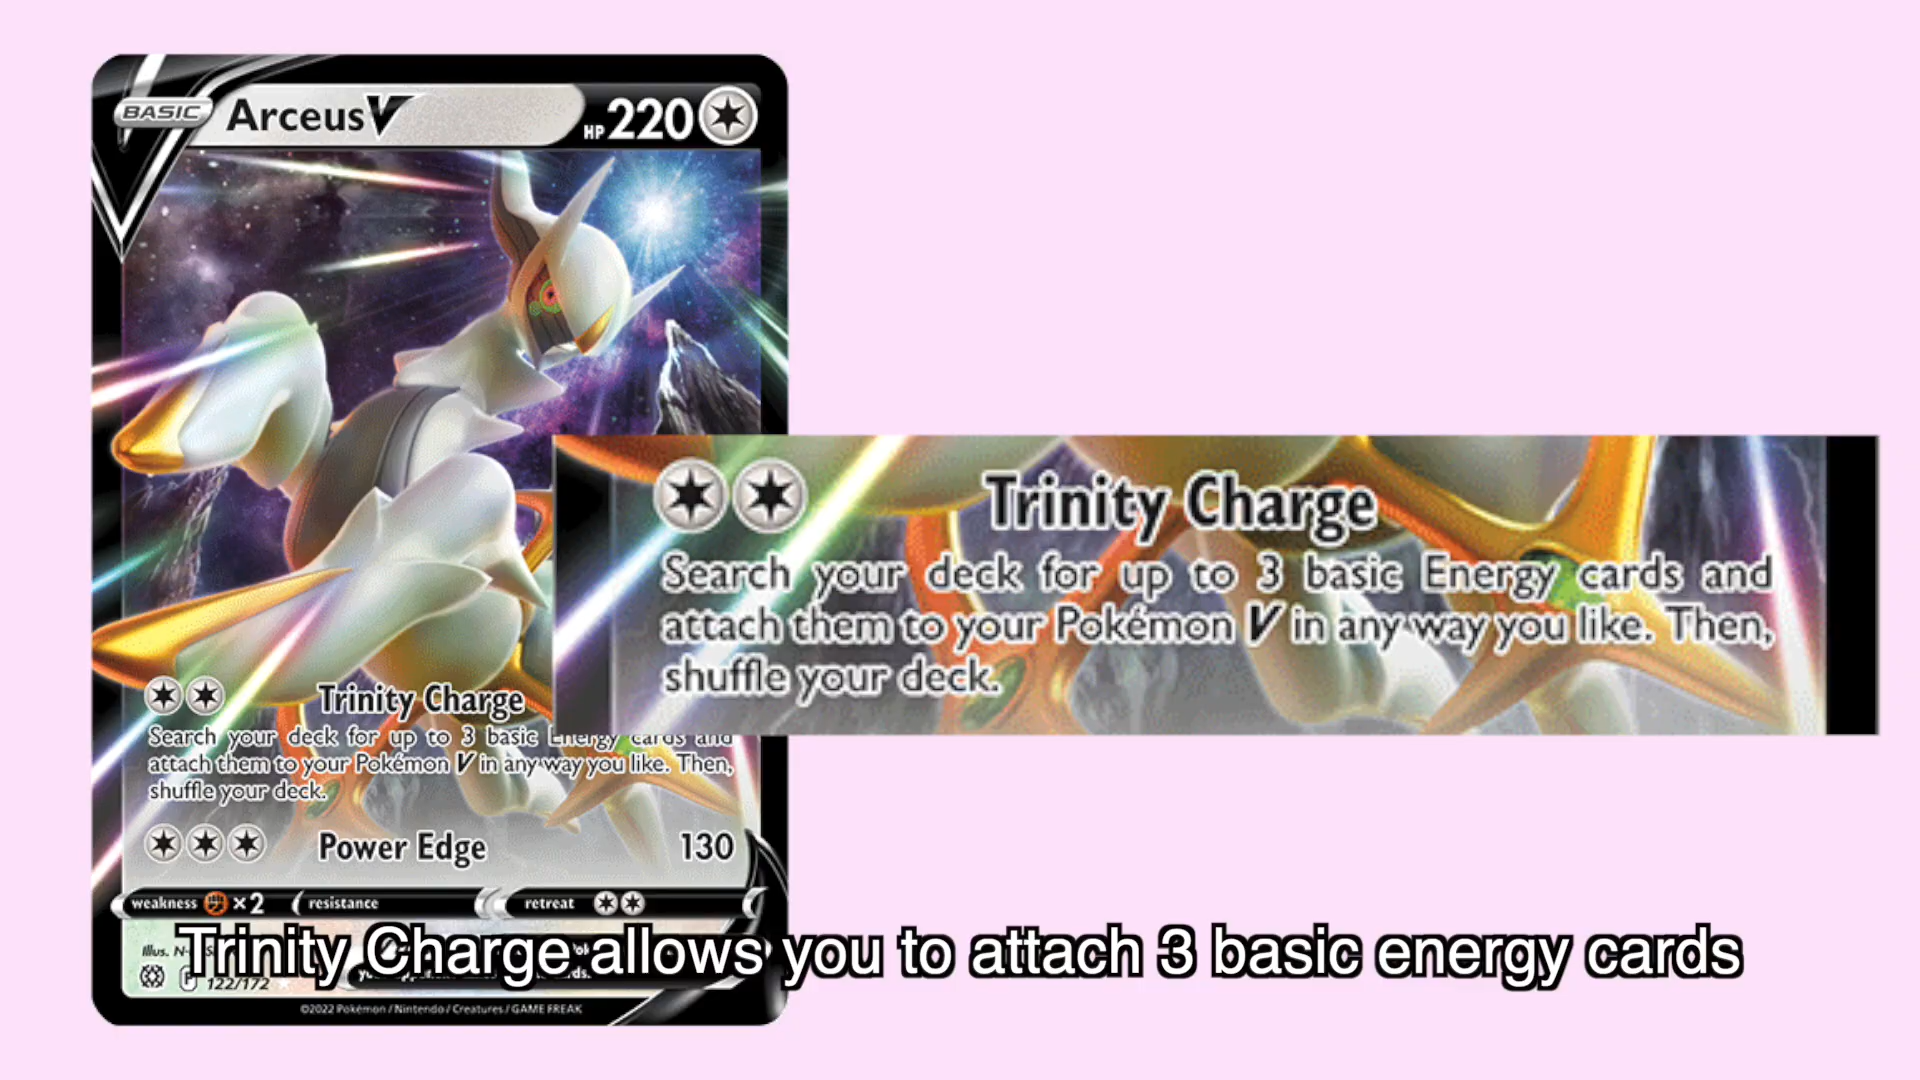 BASIC
Arceus V
HP 220
Trinity Charge
Search your deck for up to 3 basic Energy cards and
attach them to your Pokémon V in any way you like. Then,
shuffle your deck.
Trinity Charge
Search your deck for up to 3 basic Energy cards and
attach them to your Pokémon V in any way you like. Then,
shuffle your deck.
Power Edge 130
weakness ×2 resistance retreat
Illus.
Trinity Charge allows you to attach 3 basic energy cards
122/172
©2022 Pokémon / Nintendo / Creatures / GAME FREAK